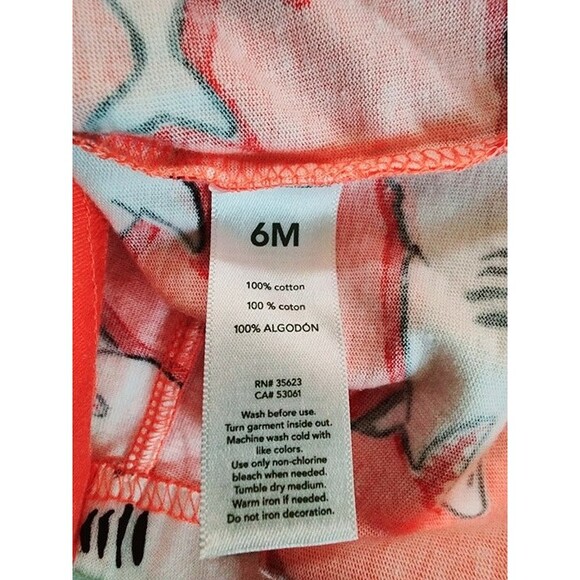 6M
100% cotton
100 % coton
100% ALGODÓN
RN# 35623
CA# 53061
Wash before use.
Turn garment inside out.
Machine wash cold with
like colors.
Use only non-chlorine
bleach when needed.
Tumble dry medium.
Warm iron if needed.
Do not iron decoration.